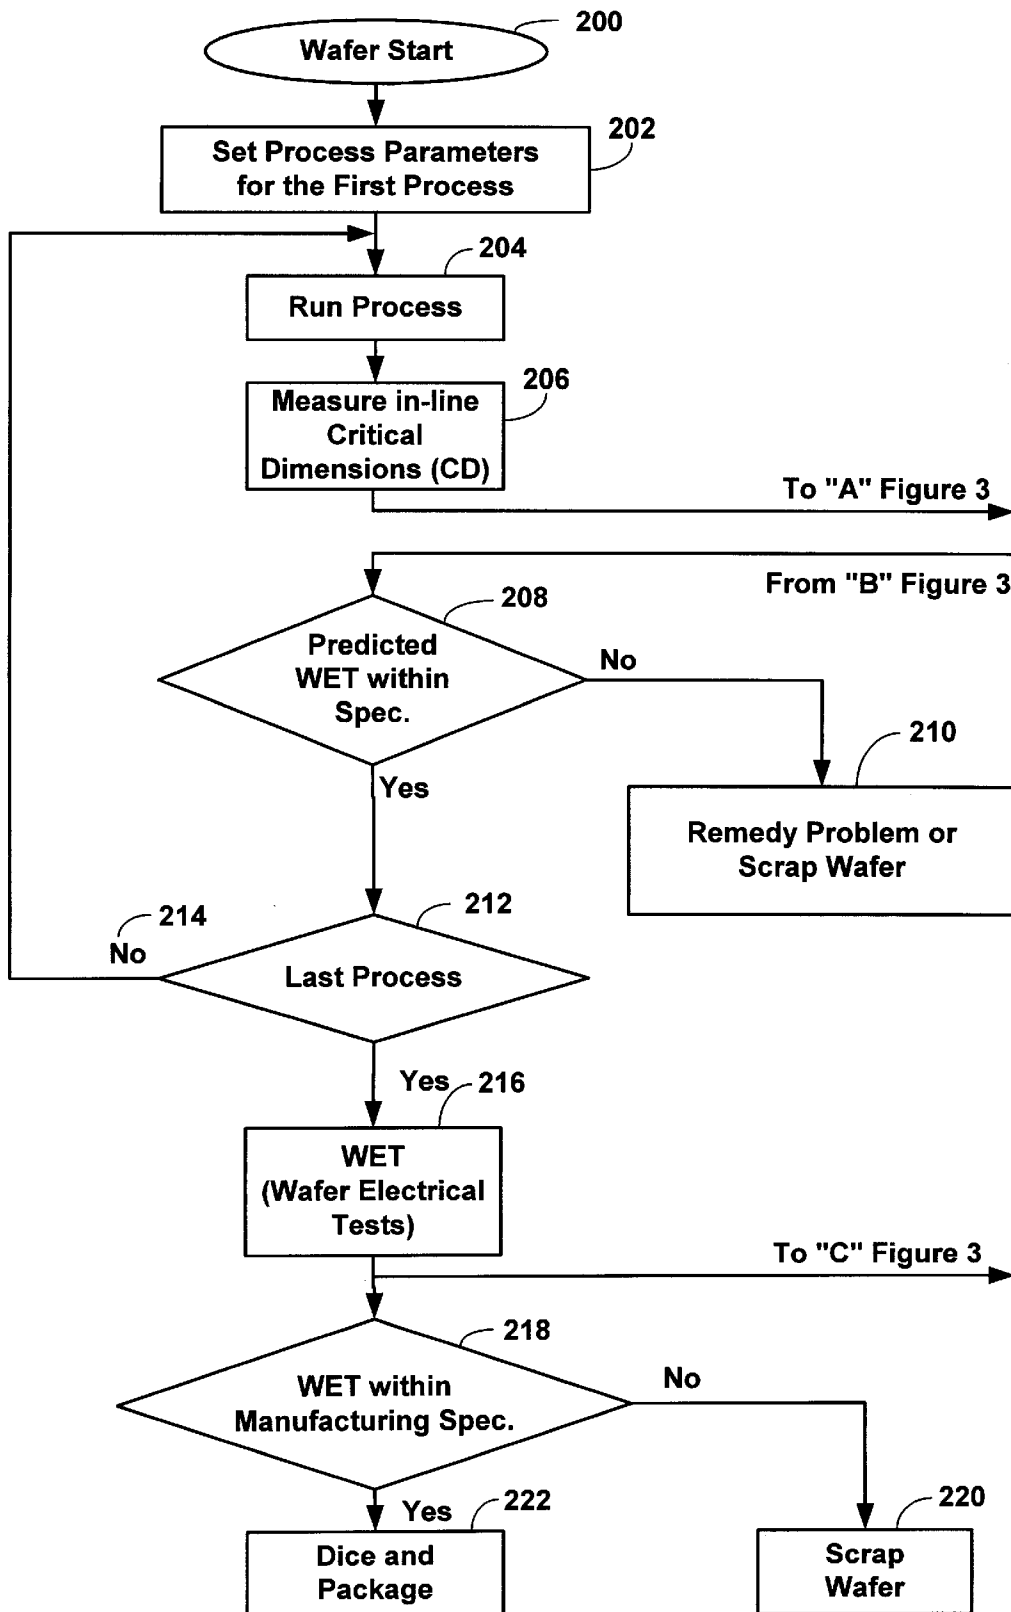 Wafer Start
200
Set Process Parameters
for the First Process
202
204
Run Process
206
Measure in-line
Critical
Dimensions (CD)
To "A" Figure 3
From "B" Figure 3
208
Predicted
WET within
Spec.
No
210
Yes
Remedy Problem or
Scrap Wafer
214
No
212
Last Process
Yes
216
WET
(Wafer Electrical
Tests)
To "C" Figure 3
218
WET within
Manufacturing Spec.
No
Yes
222
220
Dice and
Package
Scrap
Wafer